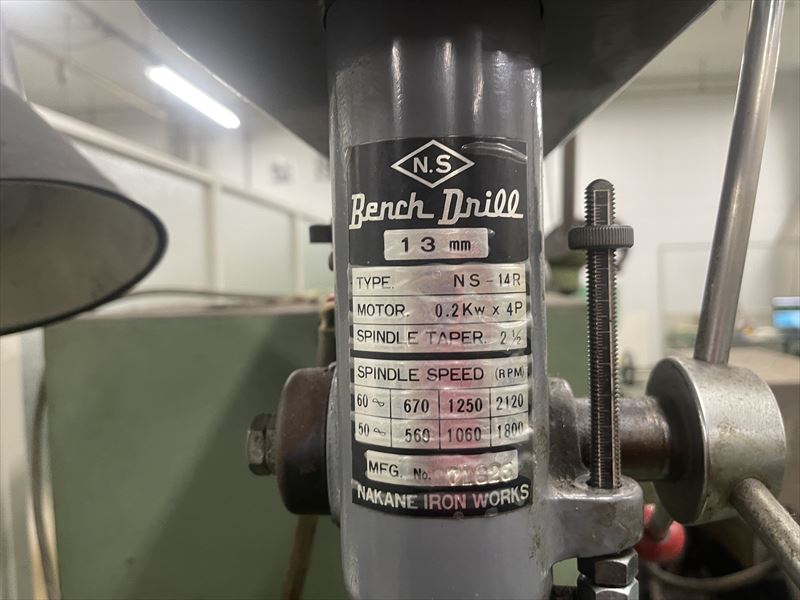 N.S
Bench Drill
13 mm
TYPE. NS-14R
MOTOR. 0.2Kw x 4P
SPINDLE TAPER. 2 ½
SPINDLE SPEED (RPM)
60∾ 670 1250 2120
50∾ 560 1060 1800
MFG. No.
NAKANE IRON WORKS